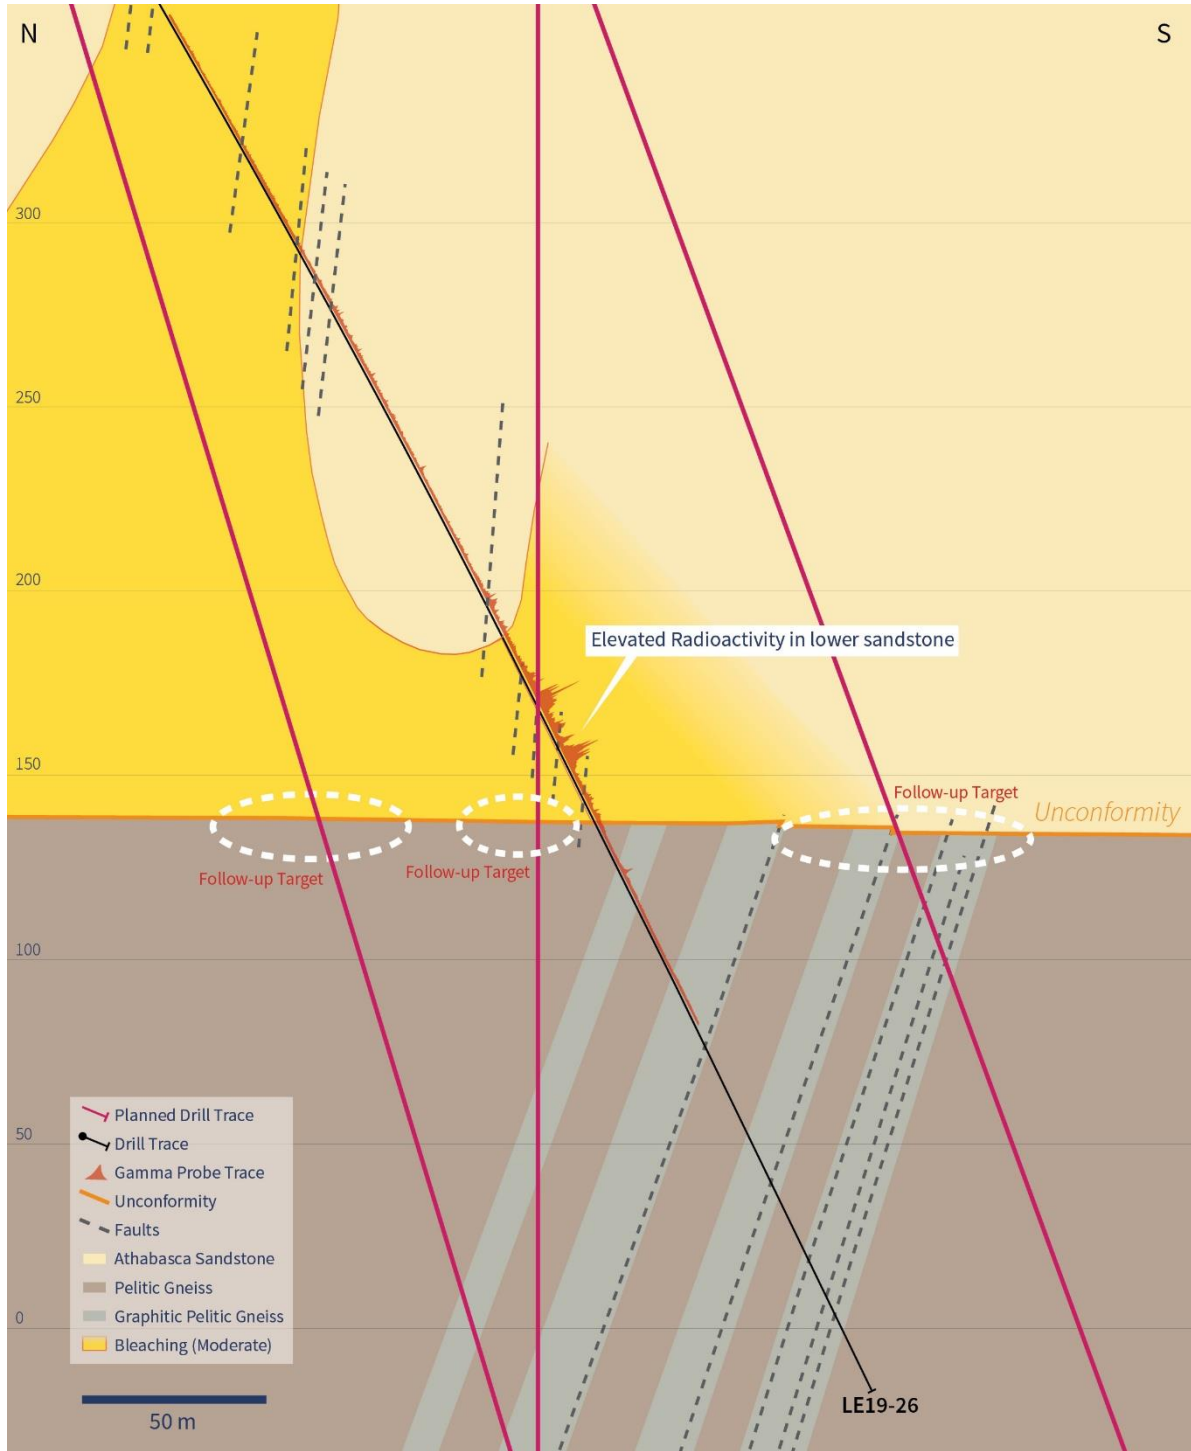 N
S
300
250
200
Elevated Radioactivity in lower sandstone
150
Follow-up Target
Unconformity
Follow-up Target
Follow-up Target
100
50
0
Planned Drill Trace
Drill Trace
Gamma Probe Trace
Unconformity
Faults
Athabasca Sandstone
Pelitic Gneiss
Graphitic Pelitic Gneiss
Bleaching (Moderate)
50 m
LE19-26